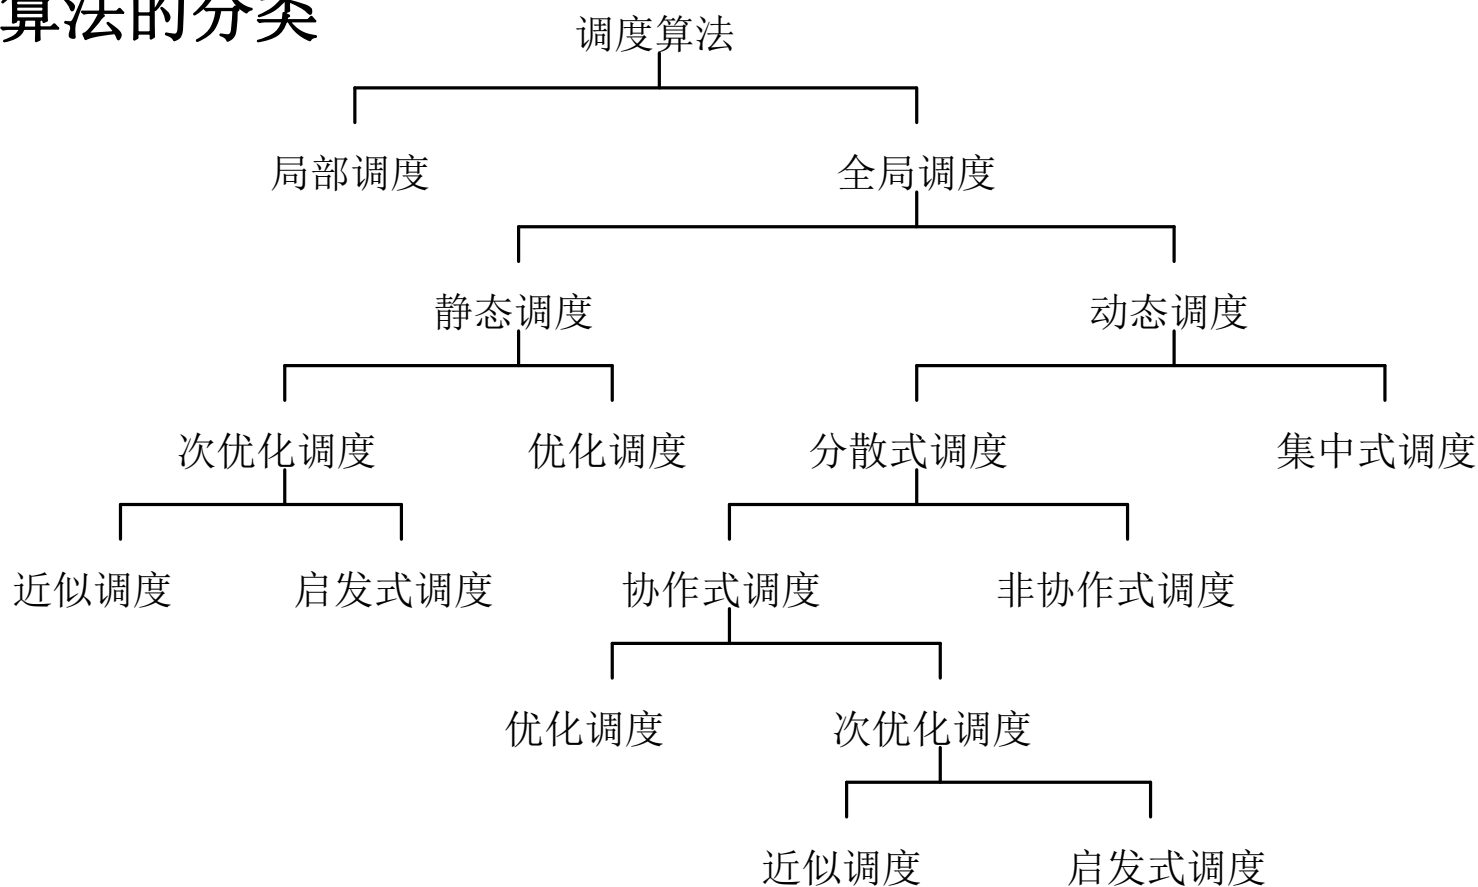 算法的分类
调度算法
局部调度 全局调度
静态调度 动态调度
次优化调度 优化调度 分散式调度 集中式调度
近似调度 启发式调度 协作式调度 非协作式调度
优化调度 次优化调度
近似调度 启发式调度